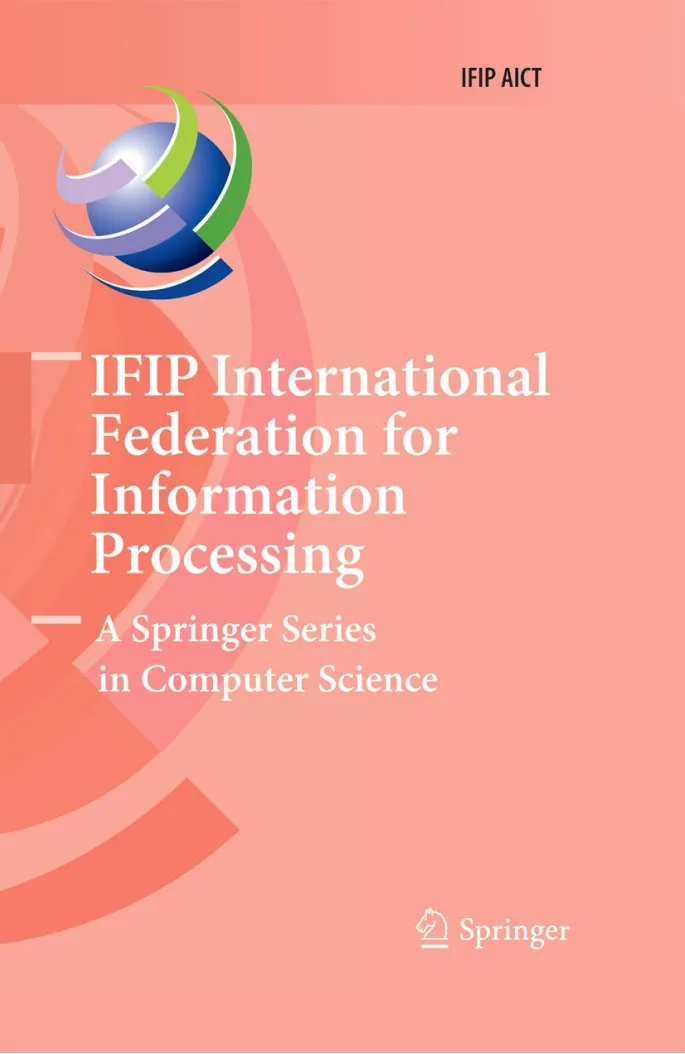 IFIP AICT
IFIP International
Federation for
Information
Processing
A Springer Series
in Computer Science
Springer